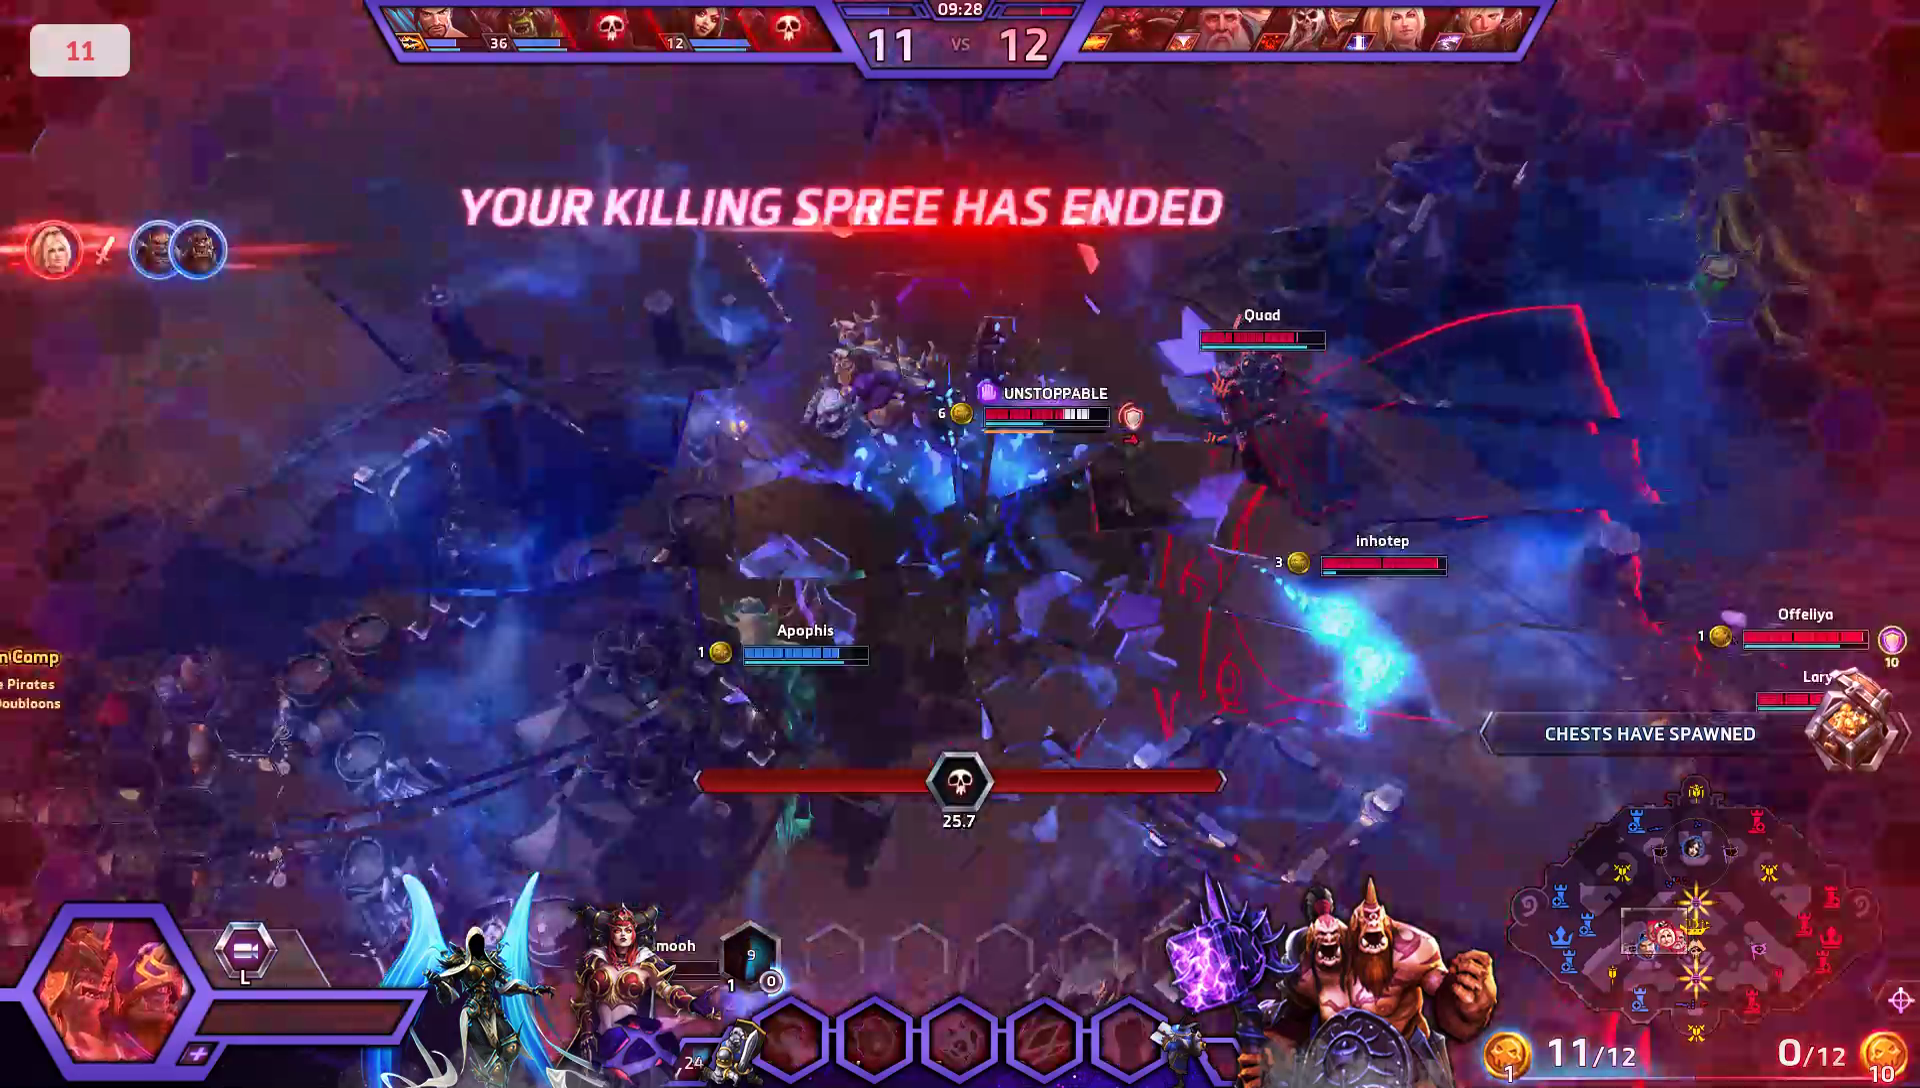 11
36
12
09:28
11 VS 12
YOUR KILLING SPREE HAS ENDED
Quad
UNSTOPPABLE
6
inhotep
3
Offeliya
1
10
Lary
Apophis
1
n Camp
e Pirates
Doubloons
CHESTS HAVE SPAWNED
25.7
mooh
9
0
1
L
24
11/12
1
0/12
10